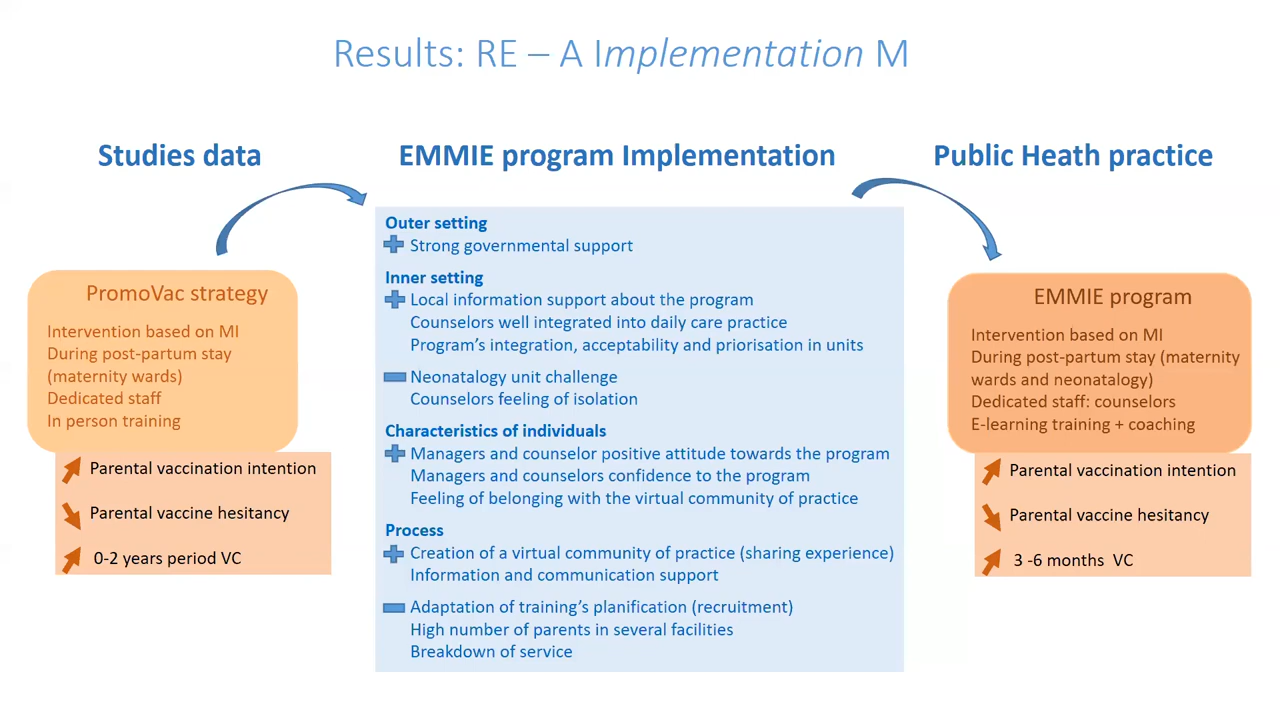 Results: RE – A Implementation M
Studies data
EMMIE program Implementation
Public Heath practice
PromoVac strategy
Intervention based on MI
During post-partum stay
(maternity wards)
Dedicated staff
In person training
Parental vaccination intention
Parental vaccine hesitancy
0-2 years period VC
Outer setting
Strong governmental support
Inner setting
Local information support about the program
Counselors well integrated into daily care practice
Program's integration, acceptability and priorisation in units
Neonatalogy unit challenge
Counselors feeling of isolation
Characteristics of individuals
Managers and counselor positive attitude towards the program
Managers and counselors confidence to the program
Feeling of belonging with the virtual community of practice
Process
Creation of a virtual community of practice (sharing experience)
Information and communication support
Adaptation of training's planification (recruitment)
High number of parents in several facilities
Breakdown of service
EMMIE program
Intervention based on MI
During post-partum stay (maternity
wards and neonatalogy)
Dedicated staff: counselors
E-learning training + coaching
Parental vaccination intention
Parental vaccine hesitancy
3 -6 months VC